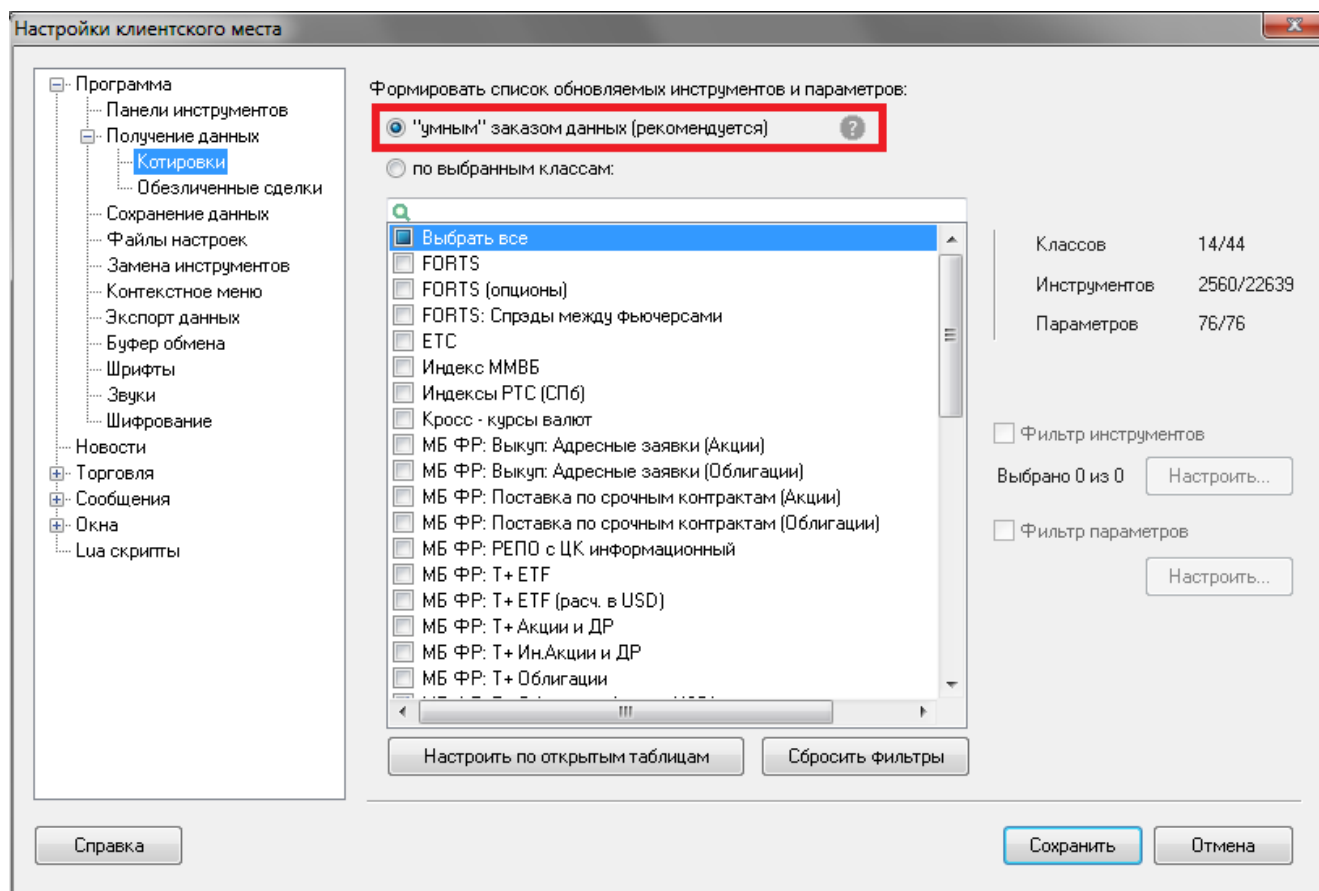 Настройки клиентского места
Программа
Панели инструментов
Получение данных
Котировки
Обезличенные сделки
Сохранение данных
Файлы настроек
Замена инструментов
Контекстное меню
Экспорт данных
Буфер обмена
Шрифты
Звуки
Шифрование
Новости
Торговля
Сообщения
Окна
Lua скрипты
Формировать список обновляемых инструментов и параметров:
"умным" заказом данных (рекомендуется) ?
по выбранным классам:
Выбрать все
FORTS
FORTS (опционы)
FORTS: Спрэды между фьючерсами
ETC
Индекс ММВБ
Индексы РТС (СПб)
Кросс - курсы валют
МБ ФР: Выкуп: Адресные заявки (Акции)
МБ ФР: Выкуп: Адресные заявки (Облигации)
МБ ФР: Поставка по срочным контрактам (Акции)
МБ ФР: Поставка по срочным контрактам (Облигации)
МБ ФР: РЕПО с ЦК информационный
МБ ФР: Т+ ETF
МБ ФР: Т+ ETF (расч. в USD)
МБ ФР: Т+ Акции и ДР
МБ ФР: Т+ Ин.Акции и ДР
МБ ФР: Т+ Облигации
Классов 14/44
Инструментов 2560/22639
Параметров 76/76
Фильтр инструментов
Выбрано 0 из 0 Настроить...
Фильтр параметров
Настроить...
Настроить по открытым таблицам Сбросить фильтры
Справка Сохранить Отмена